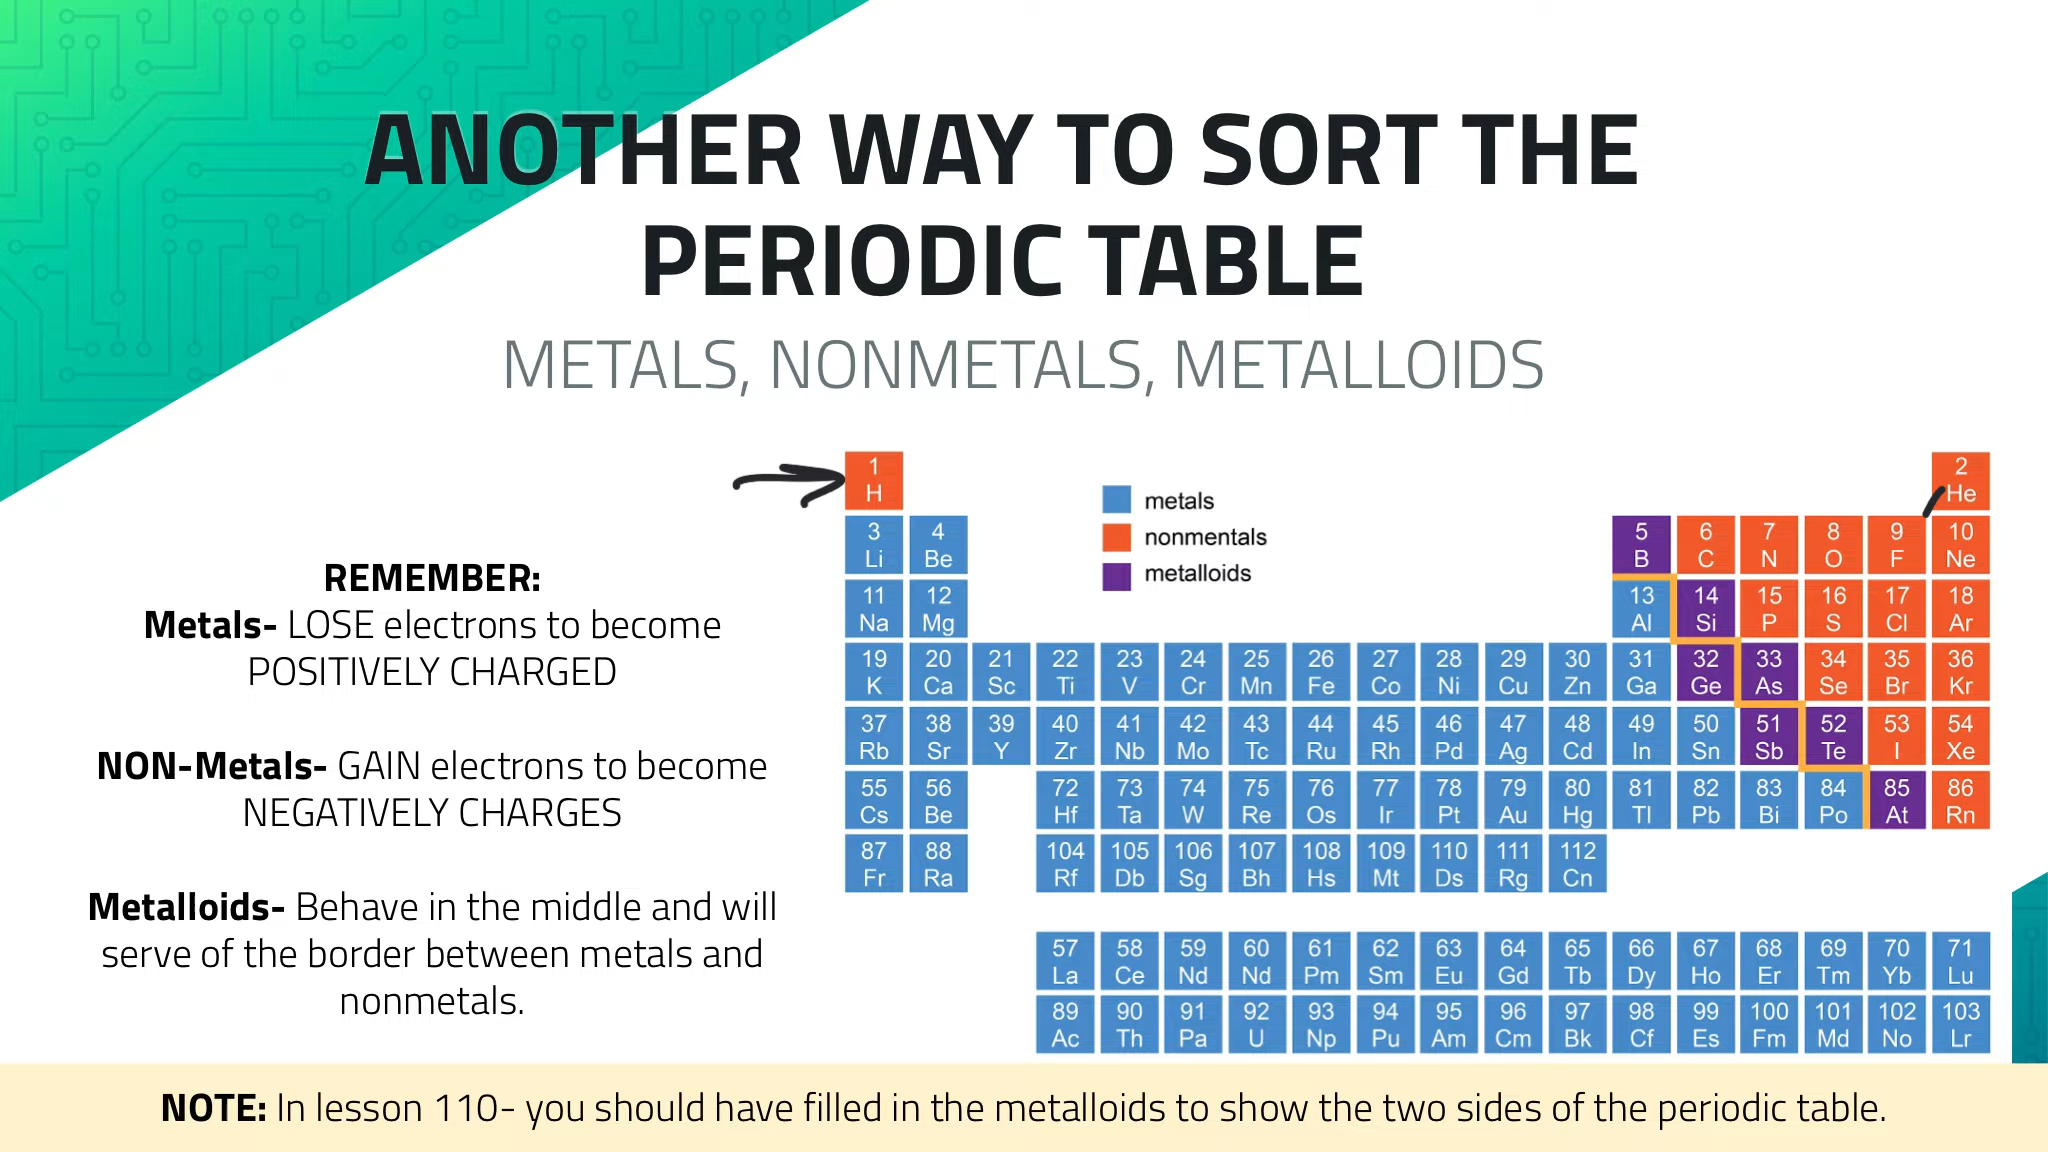 ANOTHER WAY TO SORT THE
PERIODIC TABLE
METALS, NONMETALS, METALLOIDS
REMEMBER:
Metals- LOSE electrons to become
POSITIVELY CHARGED
NON-Metals- GAIN electrons to become
NEGATIVELY CHARGES
Metalloids- Behave in the middle and will
serve of the border between metals and
nonmetals.
metals
nonmentals
metalloids
1 2
H He
3 4 5 6 7 8 9 10
Li Be B C N O F Ne
11 12 13 14 15 16 17 18
Na Mg Al Si P S Cl Ar
19 20 21 22 23 24 25 26 27 28 29 30 31 32 33 34 35 36
K Ca Sc Ti V Cr Mn Fe Co Ni Cu Zn Ga Ge As Se Br Kr
37 38 39 40 41 42 43 44 45 46 47 48 49 50 51 52 53 54
Rb Sr Y Zr Nb Mo Tc Ru Rh Pd Ag Cd In Sn Sb Te I Xe
55 56 72 73 74 75 76 77 78 79 80 81 82 83 84 85 86
Cs Be Hf Ta W Re Os Ir Pt Au Hg Tl Pb Bi Po At Rn
87 88 104 105 106 107 108 109 110 111 112
Fr Ra Rf Db Sg Bh Hs Mt Ds Rg Cn
57 58 59 60 61 62 63 64 65 66 67 68 69 70 71
La Ce Nd Nd Pm Sm Eu Gd Tb Dy Ho Er Tm Yb Lu
89 90 91 92 93 94 95 96 97 98 99 100 101 102 103
Ac Th Pa U Np Pu Am Cm Bk Cf Es Fm Md No Lr
NOTE: In lesson 110- you should have filled in the metalloids to show the two sides of the periodic table.